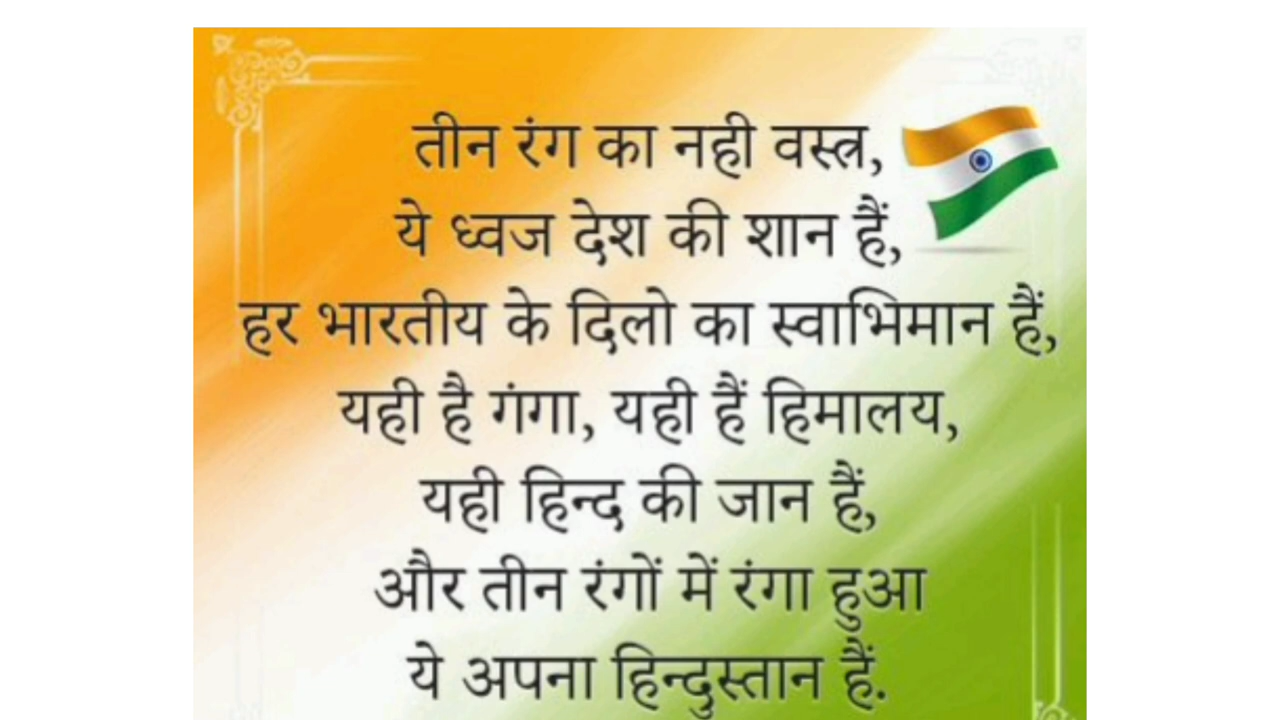 तीन रंग का नही वस्त्र,
ये ध्वज देश की शान हैं,
हर भारतीय के दिलो का स्वाभिमान हैं,
यही है गंगा, यही हैं हिमालय,
यही हिन्द की जान हैं,
और तीन रंगों में रंगा हुआ
ये अपना हिन्दुस्तान हैं.